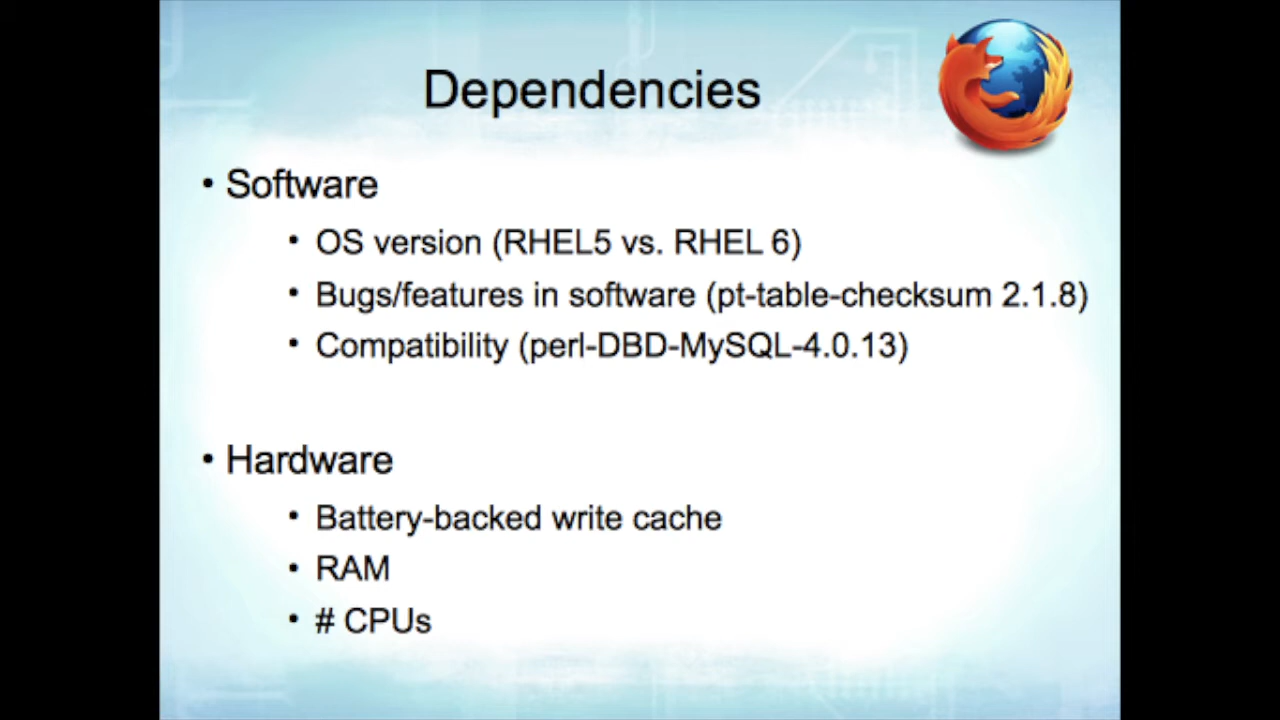 Dependencies
• Software
• OS version (RHEL5 vs. RHEL 6)
• Bugs/features in software (pt-table-checksum 2.1.8)
• Compatibility (perl-DBD-MySQL-4.0.13)
• Hardware
• Battery-backed write cache
• RAM
• # CPUs